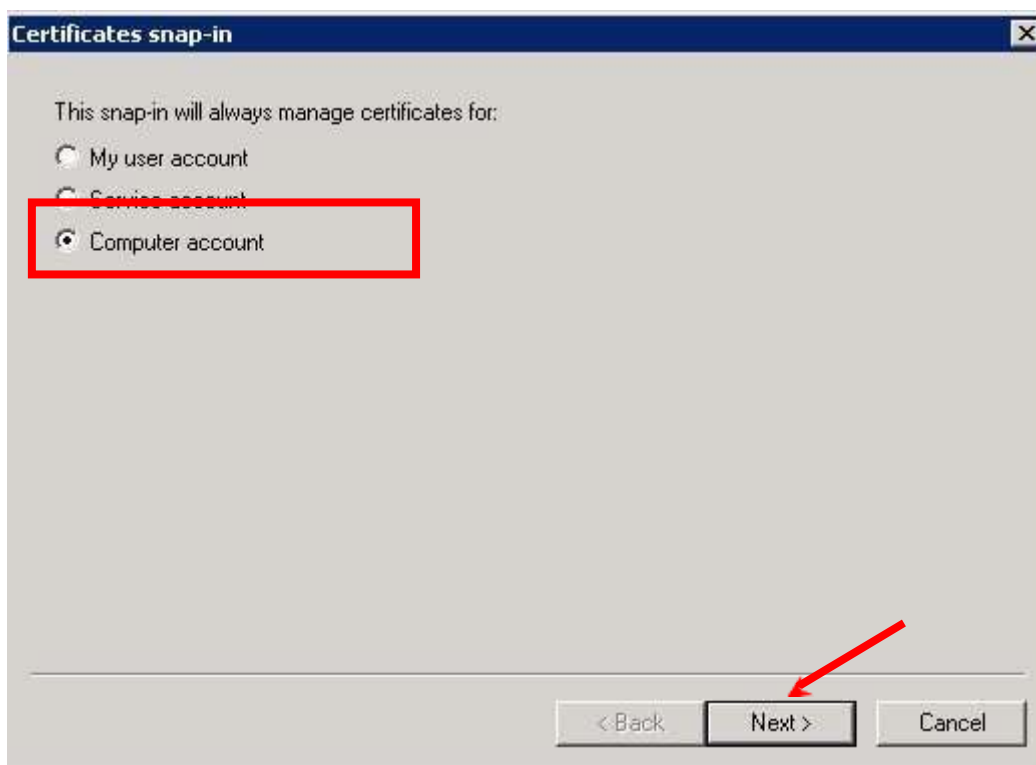 Certificates snap-in
This snap-in will always manage certificates for:
My user account
Service account
Computer account
< Back Next > Cancel